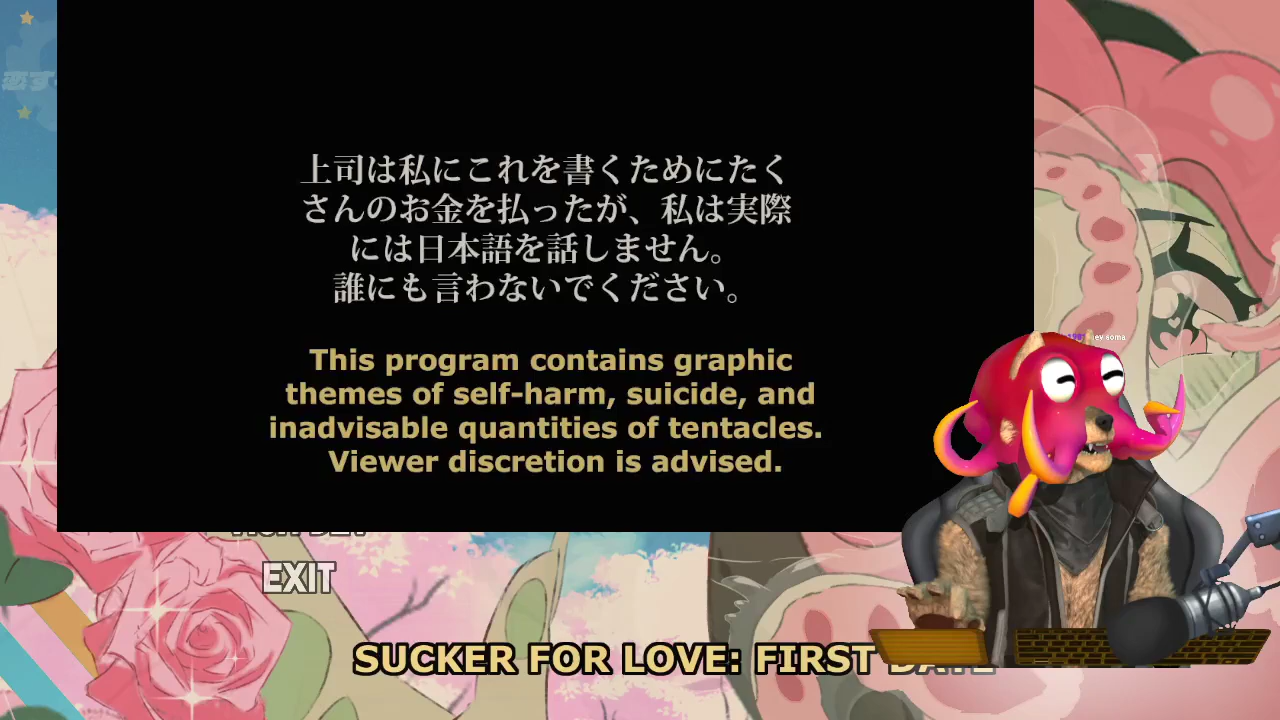 恋す
上司は私にこれを書くためにたく
さんのお金を払ったが、私は実際
には日本語を話しません。
誰にも言わないでください。
This program contains graphic
themes of self-harm, suicide, and
inadvisable quantities of tentacles.
Viewer discretion is advised.
EXIT
SUCKER FOR LOVE: FIRST DATE